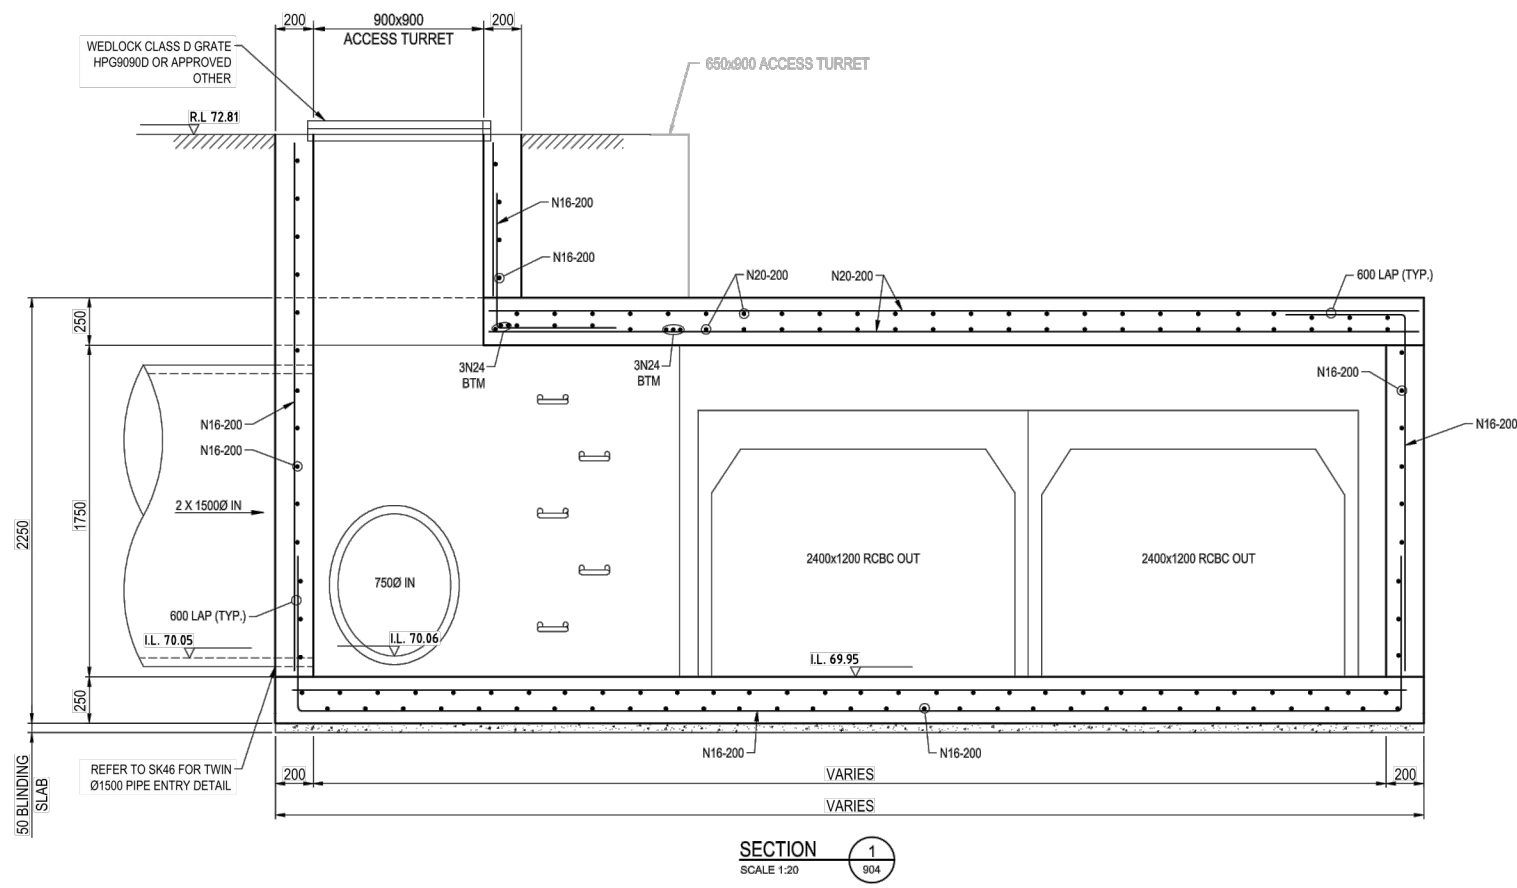 200
900x900
ACCESS TURRET
200
WEDLOCK CLASS D GRATE
HPG9090D OR APPROVED
OTHER
650x900 ACCESS TURRET
R.L 72.81
N16-200
N16-200
N20-200
N20-200
600 LAP (TYP.)
250
3N24
BTM
3N24
BTM
N16-200
N16-200
N16-200
N16-200
2 X 1500Ø IN
1750
2250
750Ø IN
2400x1200 RCBC OUT
2400x1200 RCBC OUT
600 LAP (TYP.)
I.L. 70.05
I.L. 70.06
I.L. 69.95
250
N16-200
N16-200
REFER TO SK46 FOR TWIN
Ø1500 PIPE ENTRY DETAIL
50 BLINDING
SLAB
200
VARIES
200
VARIES
SECTION
SCALE 1:20
1
904